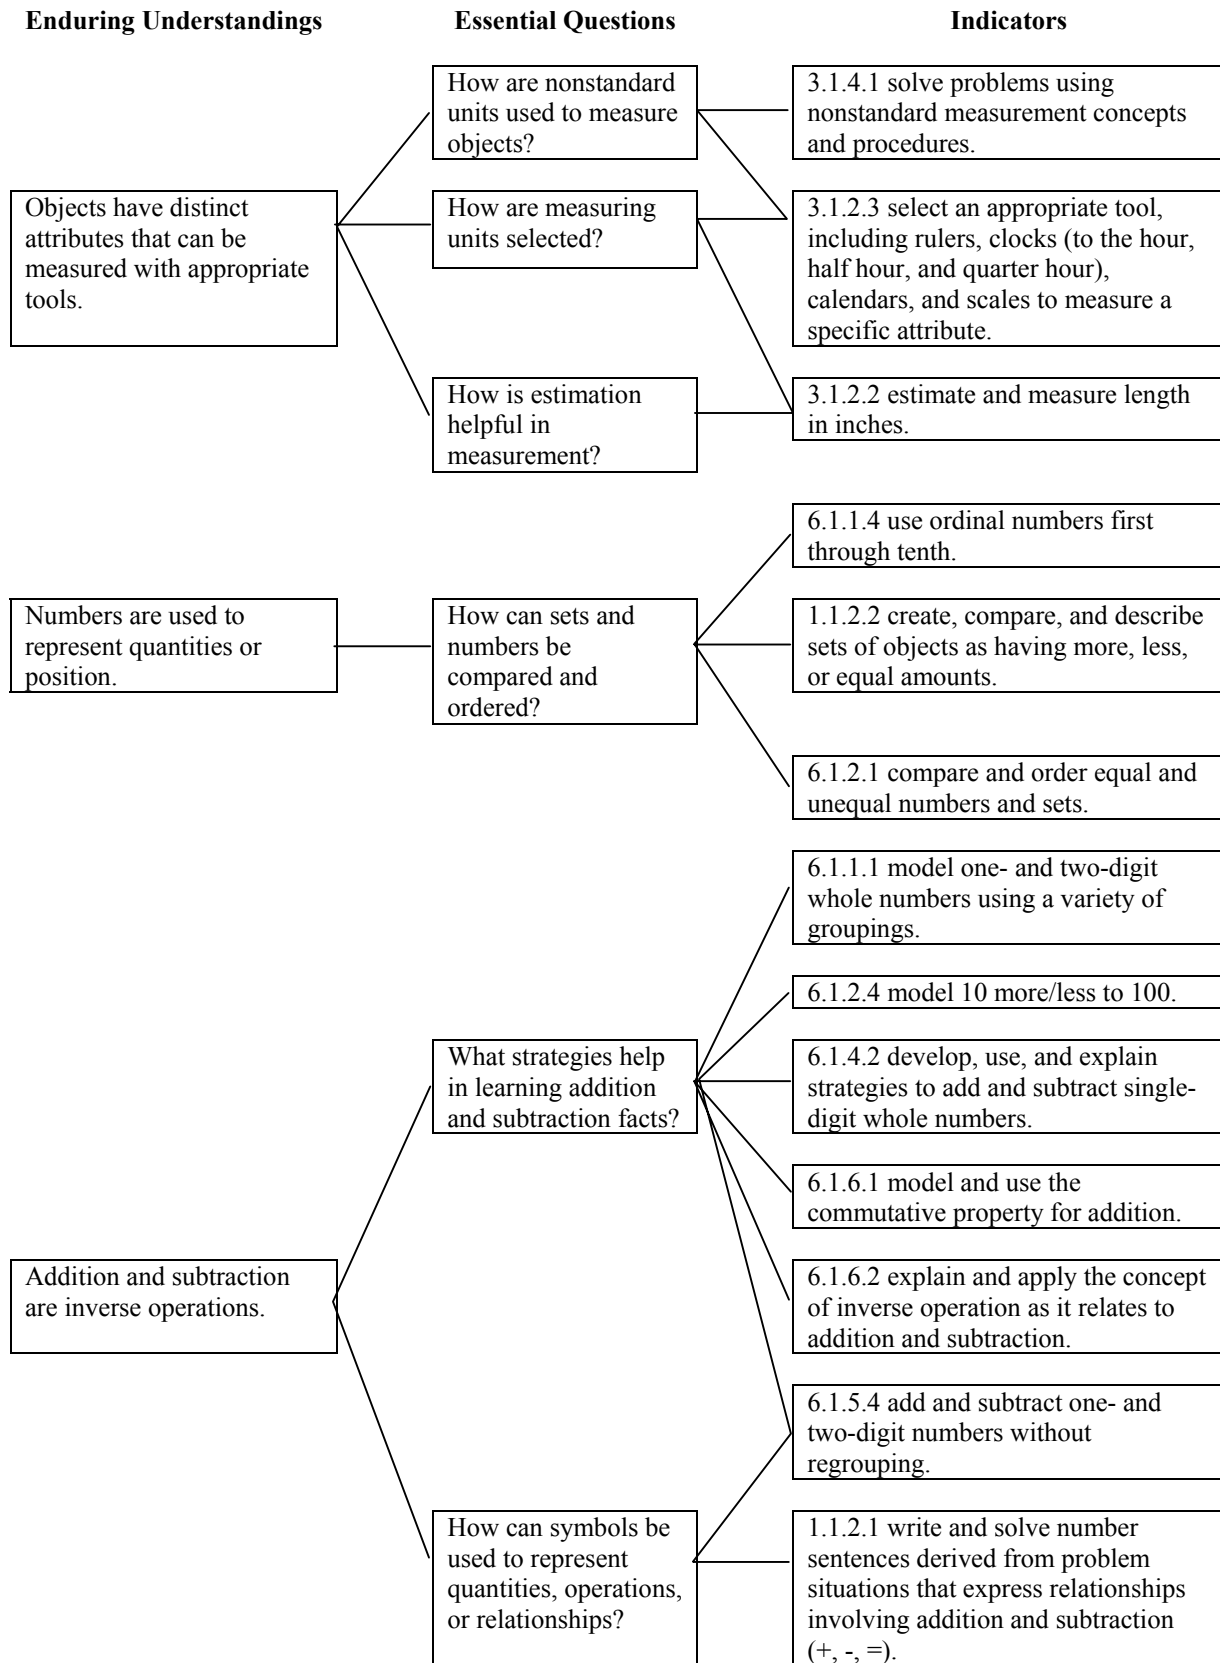 Enduring Understandings
Essential Questions
Indicators
How are nonstandard
units used to measure
objects?
3.1.4.1 solve problems using
nonstandard measurement concepts
and procedures.
Objects have distinct
attributes that can be
measured with appropriate
tools.
How are measuring
units selected?
3.1.2.3 select an appropriate tool,
including rulers, clocks (to the hour,
half hour, and quarter hour),
calendars, and scales to measure a
specific attribute.
How is estimation
helpful in
measurement?
3.1.2.2 estimate and measure length
in inches.
6.1.1.4 use ordinal numbers first
through tenth.
Numbers are used to
represent quantities or
position.
How can sets and
numbers be
compared and
ordered?
1.1.2.2 create, compare, and describe
sets of objects as having more, less,
or equal amounts.
6.1.2.1 compare and order equal and
unequal numbers and sets.
6.1.1.1 model one- and two-digit
whole numbers using a variety of
groupings.
6.1.2.4 model 10 more/less to 100.
What strategies help
in learning addition
and subtraction facts?
6.1.4.2 develop, use, and explain
strategies to add and subtract single-
digit whole numbers.
6.1.6.1 model and use the
commutative property for addition.
Addition and subtraction
are inverse operations.
6.1.6.2 explain and apply the concept
of inverse operation as it relates to
addition and subtraction.
6.1.5.4 add and subtract one- and
two-digit numbers without
regrouping.
How can symbols be
used to represent
quantities, operations,
or relationships?
1.1.2.1 write and solve number
sentences derived from problem
situations that express relationships
involving addition and subtraction
(+, -, =).